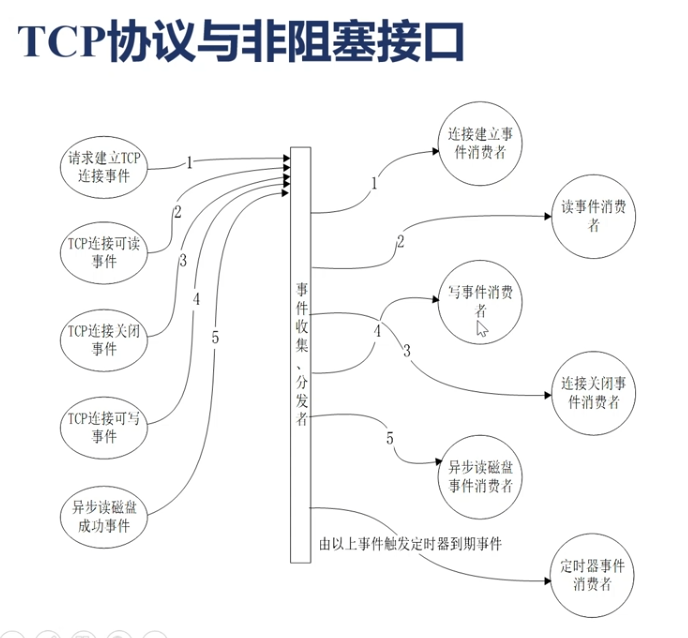 TCP协议与非阻塞接口
请求建立TCP
连接事件
1
TCP连接可读
事件
2
TCP连接关闭
事件
3
TCP连接可写
事件
4
异步读磁盘
成功事件
5
事件收集、分发者
连接建立事
件消费者
1
读事件消费
者
2
写事件消费
者
4
连接关闭事
件消费者
3
异步读磁盘
事件消费者
5
由以上事件触发定时器到期事件
定时器事件
消费者